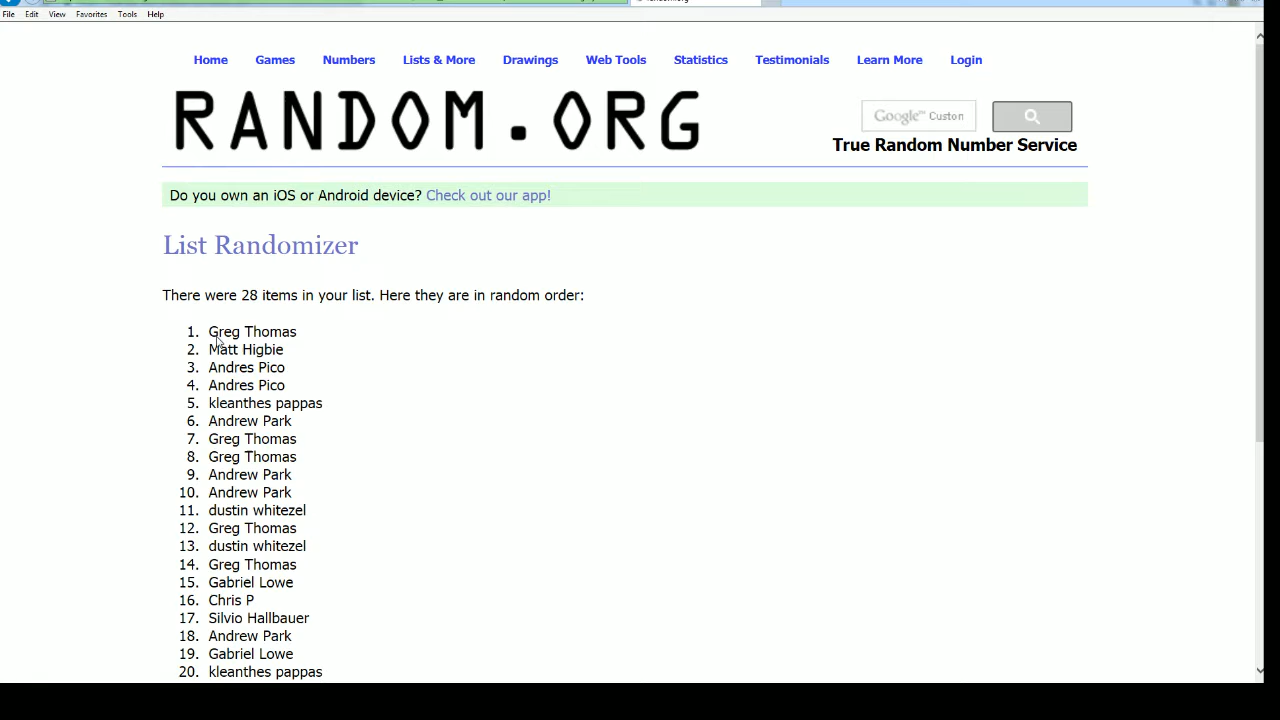 File Edit View Favorites Tools Help
Home Games Numbers Lists & More Drawings Web Tools Statistics Testimonials Learn More Login
RANDOM.ORG
Google™ Custon
True Random Number Service
Do you own an iOS or Android device? Check out our app!
List Randomizer
There were 28 items in your list. Here they are in random order:
1. Greg Thomas
2. Matt Higbie
3. Andres Pico
4. Andres Pico
5. kleanthes pappas
6. Andrew Park
7. Greg Thomas
8. Greg Thomas
9. Andrew Park
10. Andrew Park
11. dustin whitezel
12. Greg Thomas
13. dustin whitezel
14. Greg Thomas
15. Gabriel Lowe
16. Chris P
17. Silvio Hallbauer
18. Andrew Park
19. Gabriel Lowe
20. kleanthes pappas